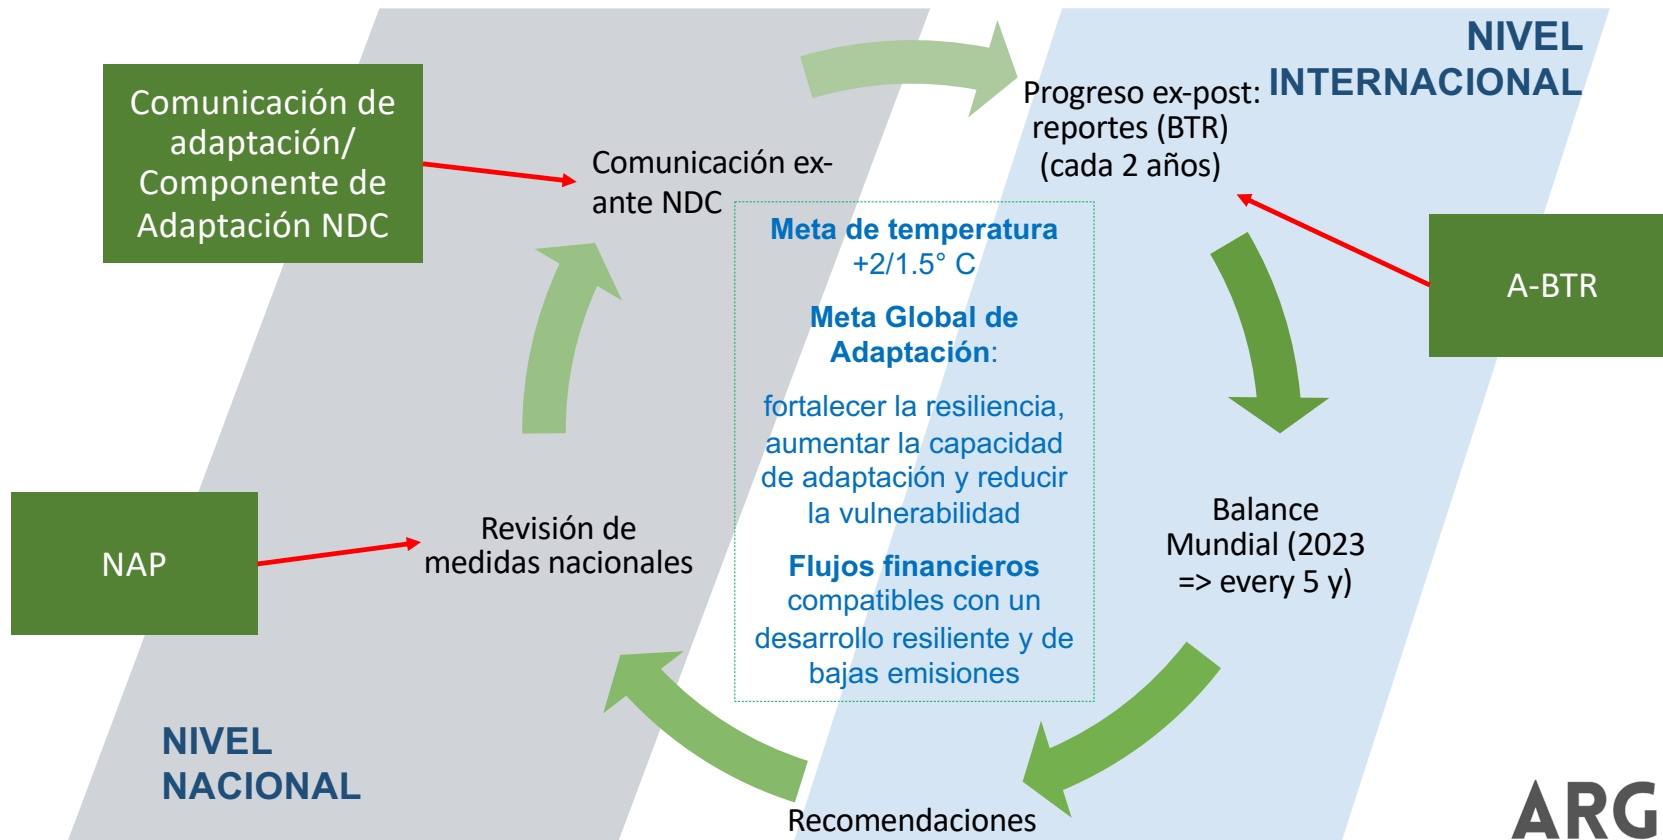 NIVEL
INTERNACIONAL
Comunicación de
adaptación/
Componente de
Adaptación NDC
Comunicación ex-
ante NDC
Progreso ex-post:
reportes (BTR)
(cada 2 años)
A-BTR
Meta de temperatura
+2/1.5° C
Meta Global de
Adaptación:
fortalecer la resiliencia,
aumentar la capacidad
de adaptación y reducir
la vulnerabilidad
Flujos financieros
compatibles con un
desarrollo resiliente y de
bajas emisiones
NAP
Revisión de
medidas nacionales
Balance
Mundial (2023
=> every 5 y)
NIVEL
NACIONAL
Recomendaciones
ARG